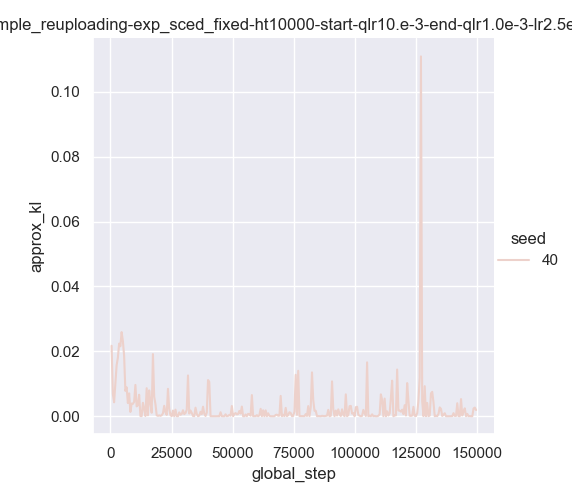 mple_reuploading-exp_sced_fixed-ht10000-start-qlr10.e-3-end-qlr1.0e-3-lr2.5e
0.10
0.08
0.06
0.04
0.02
0.00
approx_kl
0 25000 50000 75000 100000 125000 150000
global_step
seed
40